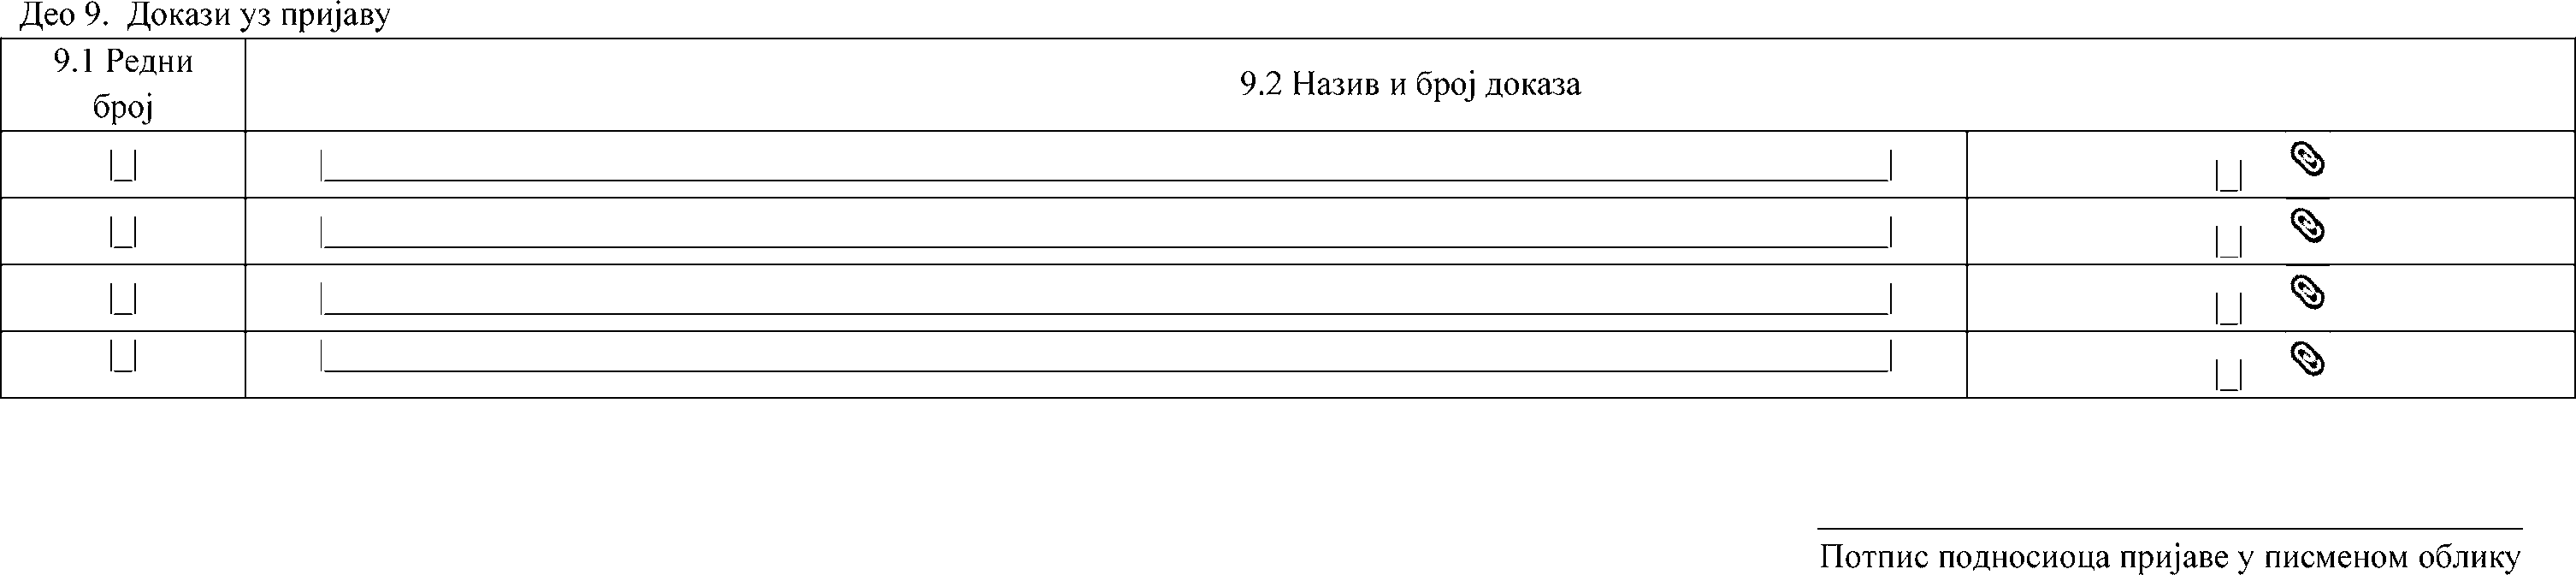 Део 9.  Докази уз пријаву
9.1 Редни
број
9.2 Назив и број доказа
Потпис подносиоца пријаве у писменом облику